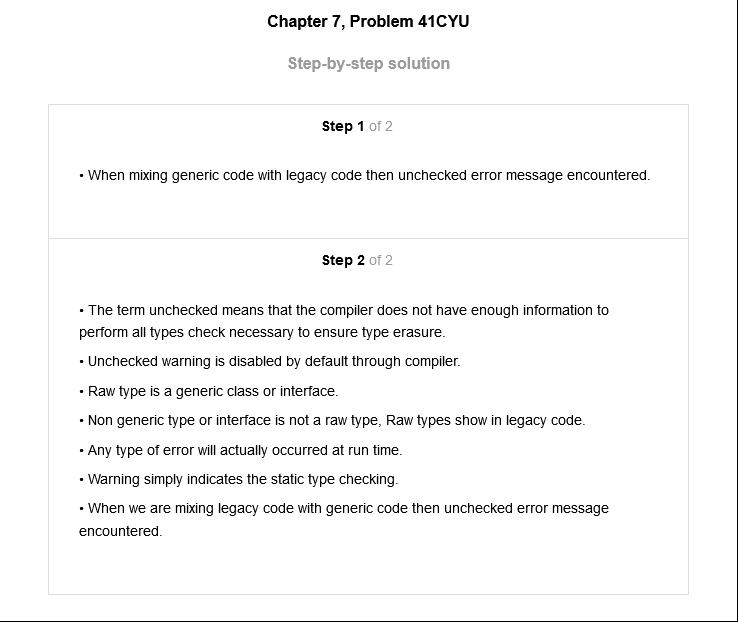 Chapter 7, Problem 41CYU
Step-by-step solution
Step 1 of 2
• When mixing generic code with legacy code then unchecked error message encountered.
Step 2 of 2
• The term unchecked means that the compiler does not have enough information to
perform all types check necessary to ensure type erasure.
• Unchecked warning is disabled by default through compiler.
• Raw type is a generic class or interface.
• Non generic type or interface is not a raw type, Raw types show in legacy code.
• Any type of error will actually occurred at run time.
• Warning simply indicates the static type checking.
• When we are mixing legacy code with generic code then unchecked error message
encountered.